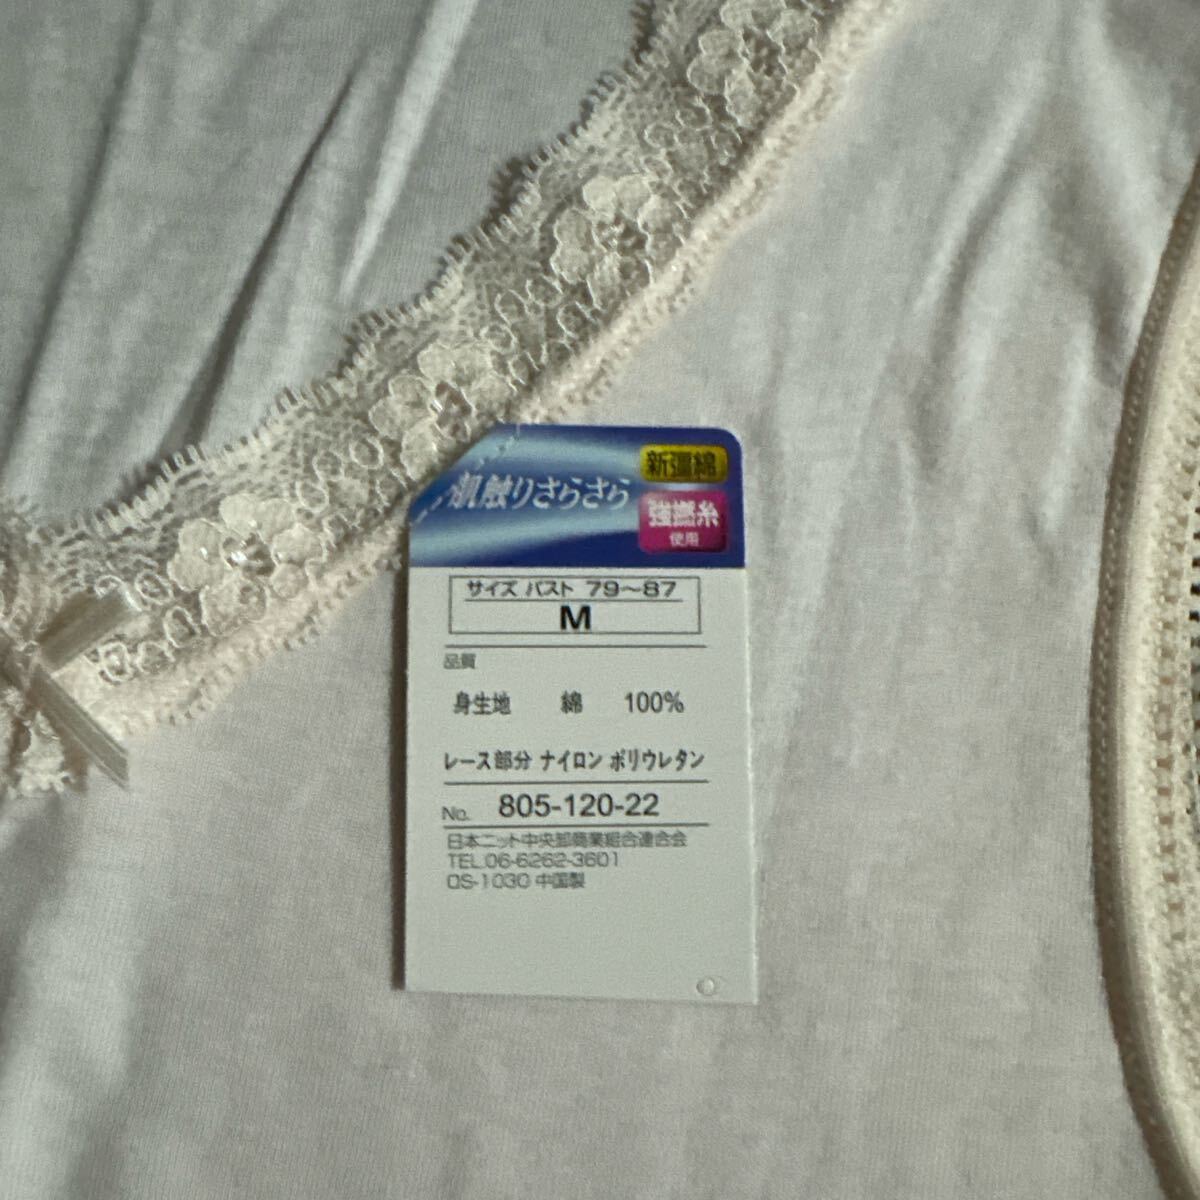 肌触りさらさら
新疆綿
強撚糸
使用
サイズ バスト 79～87
M
品質
身生地 綿 100%
レース部分 ナイロン ポリウレタン
No. 805-120-22
日本ニット中央卸商業組合連合会
TEL.06-6262-3601
QS-1030 中国製